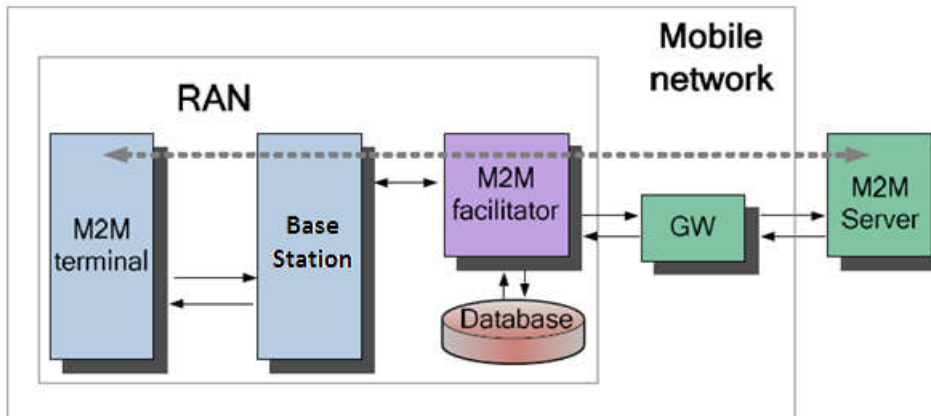 Mobile
network
RAN
M2M
terminal
Base
Station
M2M
facilitator
Database
GW
M2M
Server